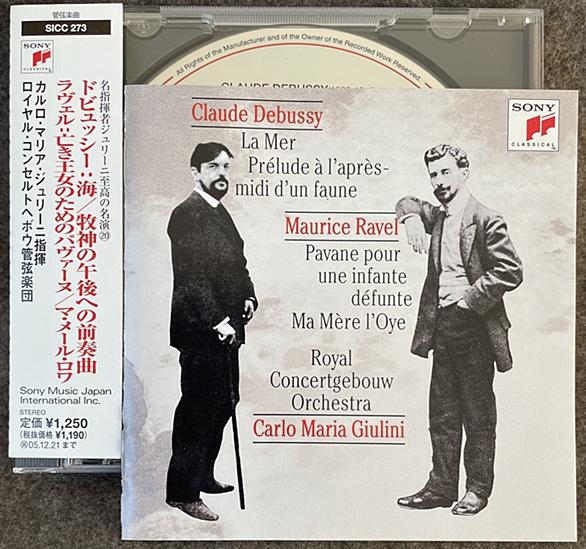 管弦楽曲
SICC 273
SONY
CLASSICAL
名指揮者ジュリーニ至高の名演⑳
ドビュッシー:海/牧神の午後への前奏曲
ラヴェル:亡き王女のためのパヴァーヌ/マ・メール・ロワ
カルロ・マリア・ジュリーニ指揮
ロイヤル・コンセルトヘボウ管弦楽団
Sony Music Japan
International Inc.
STEREO
定価 ¥1,250
(税抜価格 ¥1,190)
05.12.21 まで
All Rights of the Manufacturer and of the Owner of the Recorded Work Reserved.
CLAUDE DEBUSSY
Claude Debussy
La Mer
Prélude à l'après-
midi d'un faune
Maurice Ravel
Pavane pour
une infante
défunte
Ma Mère l'Oye
Royal
Concertgebouw
Orchestra
Carlo Maria Giulini
SONY
CLASSICAL